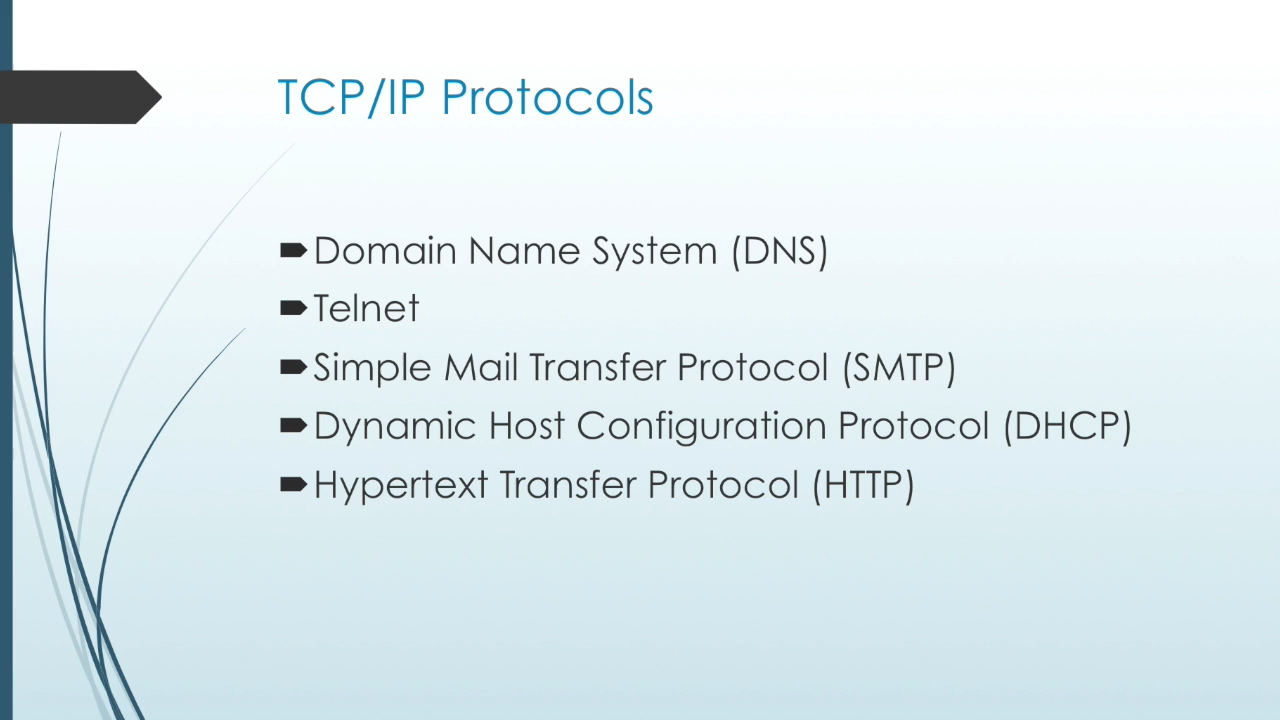 TCP/IP Protocols
Domain Name System (DNS)
Telnet
Simple Mail Transfer Protocol (SMTP)
Dynamic Host Configuration Protocol (DHCP)
Hypertext Transfer Protocol (HTTP)